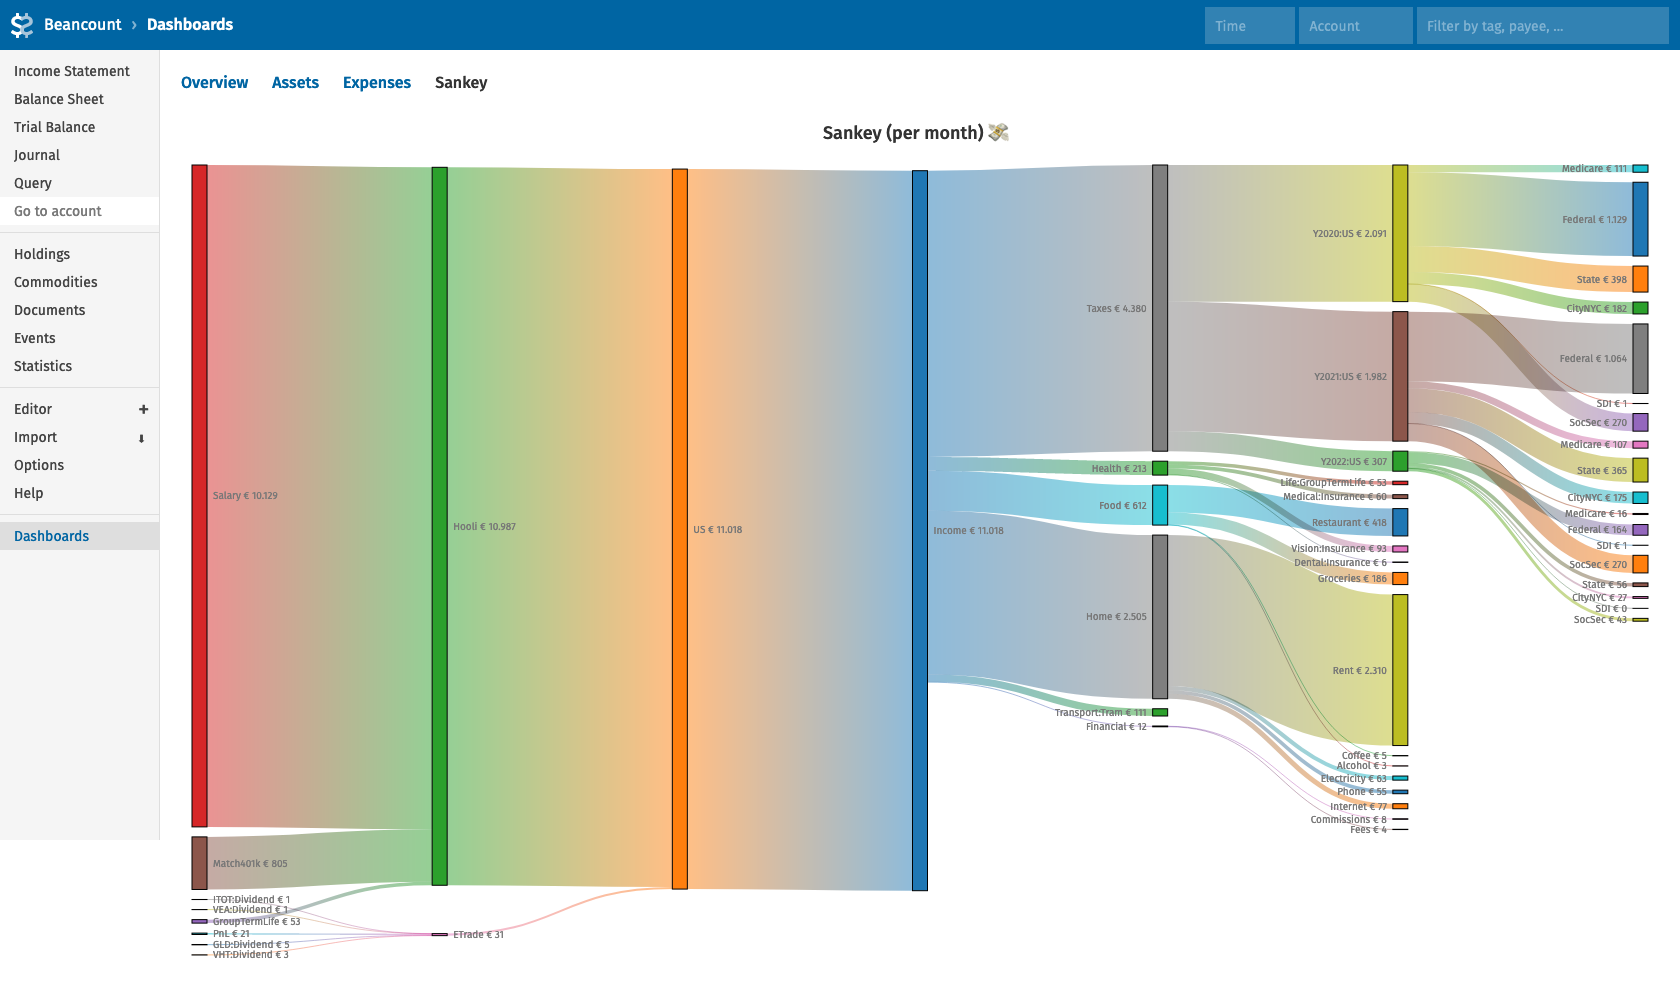 Beancount › Dashboards
Time
Account
Filter by tag, payee, ...
Income Statement
Balance Sheet
Trial Balance
Journal
Query
Go to account
Holdings
Commodities
Documents
Events
Statistics
Editor +
Import
Options
Help
Dashboards
Overview
Assets
Expenses
Sankey
Sankey (per month) 💸
Salary € 10.129
Match401k € 805
ITOT:Dividend € 1
VEA:Dividend € 1
GroupTermLife € 53
PnL € 21
GLD:Dividend € 5
VHT:Dividend € 3
Hooli € 10.987
ETrade € 31
US € 11.018
Income € 11.018
Taxes € 4.380
Health € 213
Food € 612
Home € 2.505
Transport:Tram € 111
Financial € 12
Y2020:US € 2.091
Y2021:US € 1.982
Y2022:US € 307
Life:GroupTermLife € 53
Medical:Insurance € 60
Restaurant € 418
Vision:Insurance € 93
Dental:Insurance € 6
Groceries € 186
Rent € 2.310
Coffee € 5
Alcohol € 3
Electricity € 63
Phone € 55
Internet € 77
Commissions € 8
Fees € 4
Medicare € 111
Federal € 1.129
State € 398
CityNYC € 182
Federal € 1.064
SDI € 1
SocSec € 270
Medicare € 107
State € 365
CityNYC € 175
Medicare € 16
Federal € 164
SDI € 1
SocSec € 270
State € 56
CityNYC € 27
SDI € 0
SocSec € 43